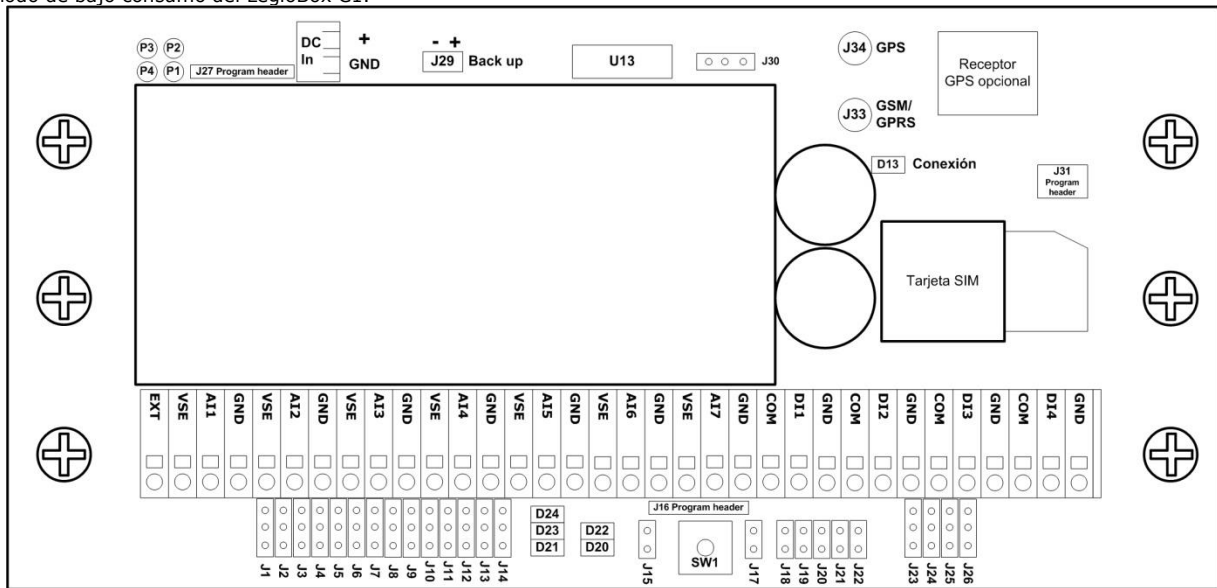 modo de bajo consumo del LegioBox G1.
P3 P2
P4 P1
J27 Program header
DC
In
+
GND
- +
J29 Back up
U13
J30
J34 GPS
Receptor
GPS opcional
J33 GSM/
GPRS
D13 Conexión
J31
Program
header
Tarjeta SIM
EXT VSE AI1 GND VSE AI2 GND VSE AI3 GND VSE AI4 GND VSE AI5 GND VSE AI6 GND VSE AI7 GND COM DI1 GND COM DI2 GND COM DI3 GND COM DI4 GND
J1 J2 J3 J4 J5 J6 J7 J8 J9 J10 J11 J12 J13 J14
D24
D23
D21
D22
D20
J16 Program header
J15
SW1
J17
J18 J19 J20 J21 J22
J23 J24 J25 J26